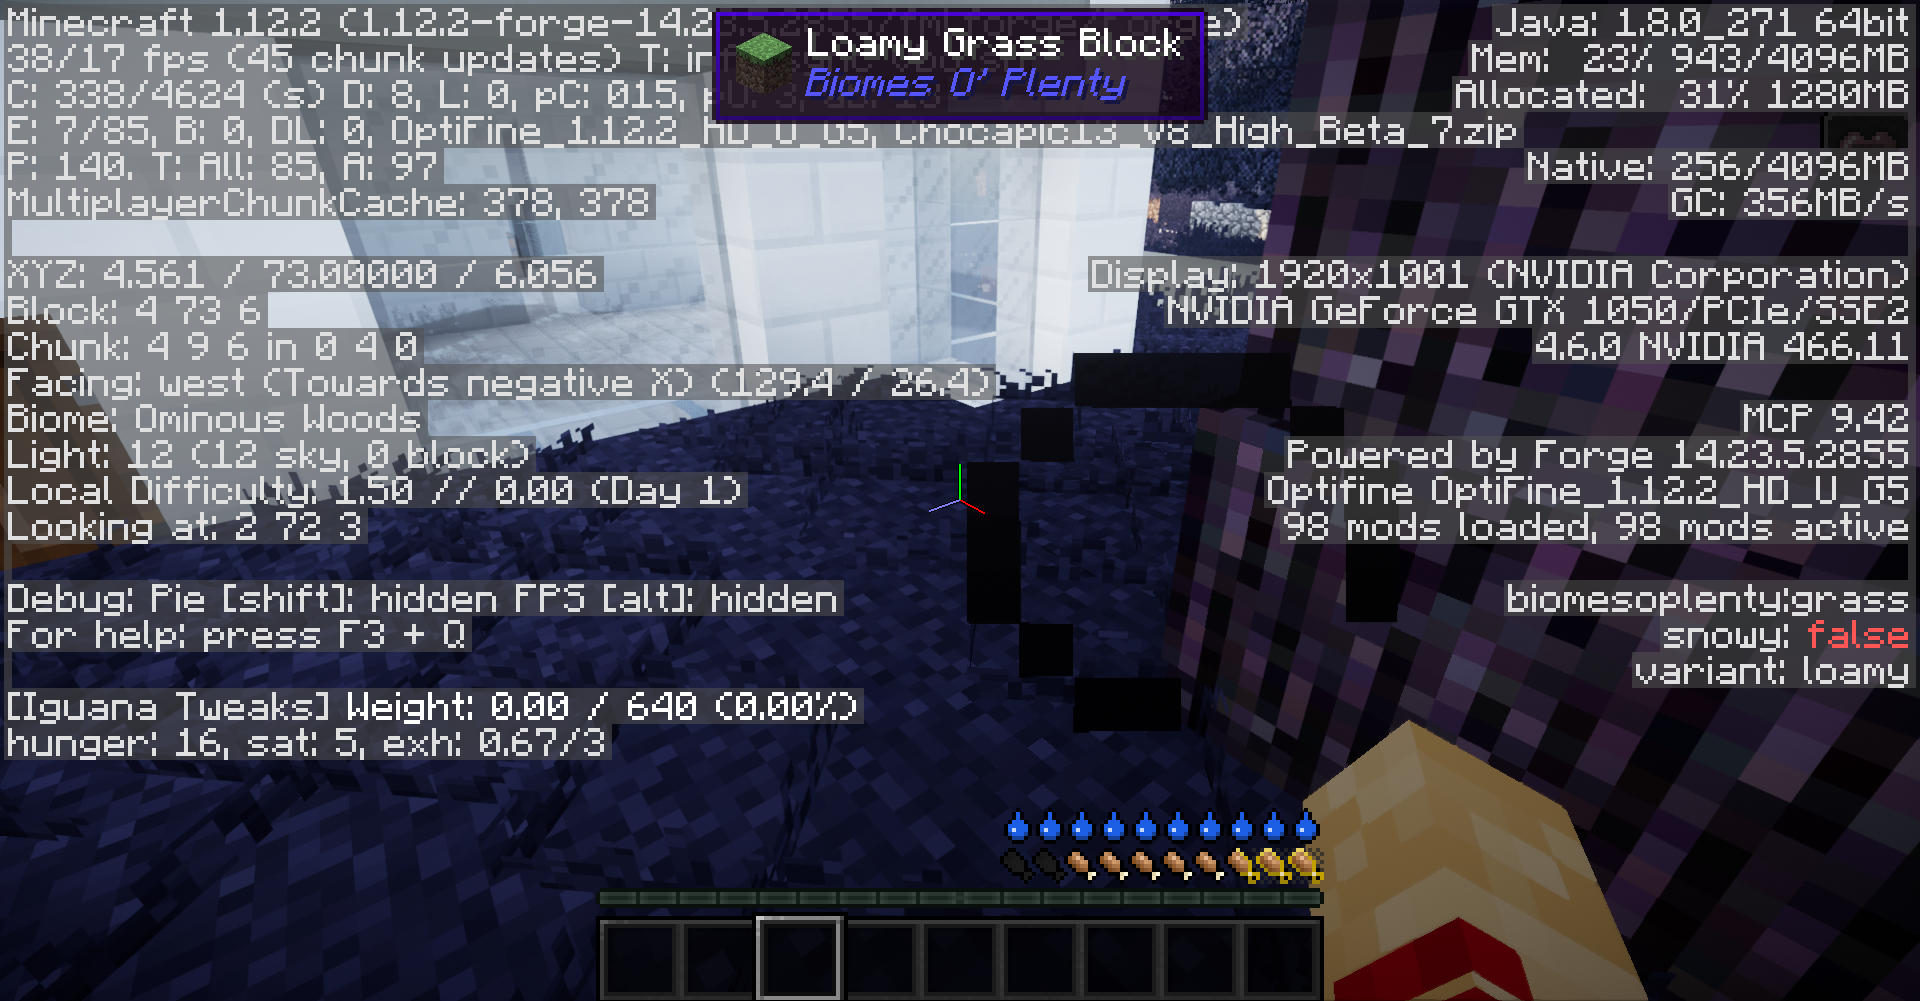 Minecraft 1.12.2 (1.12.2-forge-14.2
38/17 fps (45 chunk updates) T: in
C: 338/4624 (s) D: 8, L: 0, pC: 015,
E: 7/85, B: 0, DL: 0, OptiFine_1.12.2_HD_U_G5, Chocapic13_V8_High_Beta_7.zip
P: 140. T: All: 85, A: 97
MultiplayerChunkCache: 378, 378
XYZ: 4.561 / 73.00000 / 6.056
Block: 4 73 6
Chunk: 4 9 6 in 0 4 0
Facing: west (Towards negative X) (129.4 / 26.4)
Biome: Ominous Woods
Light: 12 (12 sky, 0 block)
Local Difficulty: 1.50 // 0.00 (Day 1)
Looking at: 2 72 3
Debug: Pie [shift]: hidden FPS [alt]: hidden
For help: press F3 + Q
[Iguana Tweaks] Weight: 0.00 / 640 (0.00%)
hunger: 16, sat: 5, exh: 0.67/3
Loamy Grass Block
Biomes O' Plenty
Java: 1.8.0_271 64bit
Mem: 23% 943/4096MB
Allocated: 31% 1280MB
Native: 256/4096MB
GC: 356MB/s
Display: 1920x1001 (NVIDIA Corporation)
NVIDIA GeForce GTX 1050/PCIe/SSE2
4.6.0 NVIDIA 466.11
MCP 9.42
Powered by Forge 14.23.5.2855
Optifine OptiFine_1.12.2_HD_U_G5
98 mods loaded, 98 mods active
biomesoplenty:grass
snowy: false
variant: loamy